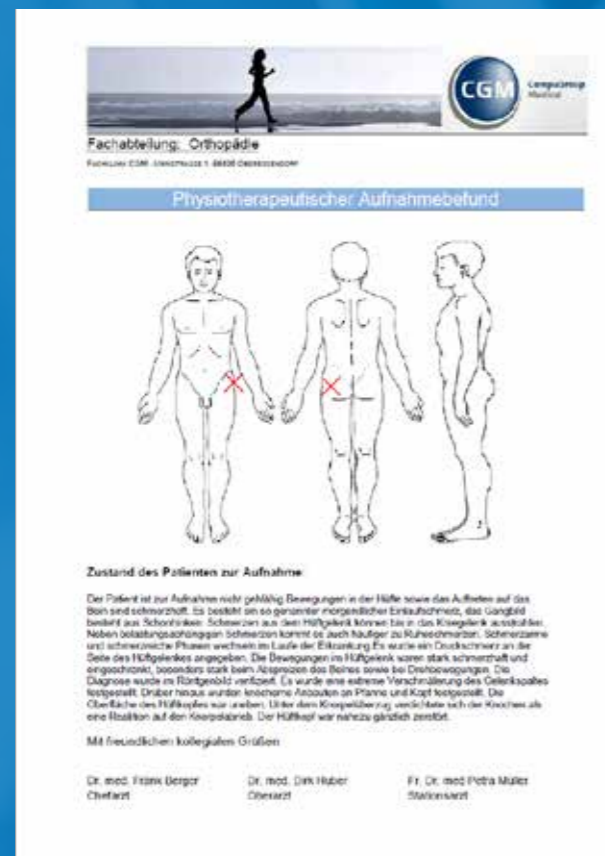 CGM
CompuGroup
Medical
Fachabteilung: Orthopädie
Physiotherapeutischer Aufnahmebefund
Zustand des Patienten zur Aufnahme
Der Patient ist zur Aufnahme nicht gehfähig Bewegungen in der Hüfte sowie das Auftreten auf das
Bein sind schmerzhaft. Es besteht ein so genannter morgendlicher Einlaufschmerz, das Gangbild
besteht aus Schonhinken. Schmerzen aus dem Hüftgelenk können bis in das Kniegelenk ausstrahlen.
Neben belastungsabhängigen Schmerzen kommt es auch häufiger zu Ruheschmerzen. Schmerzarme
und schmerzreiche Phasen wechseln im Laufe der Erkrankung. Es wurde ein Druckschmerz an der
Seite des Hüftgelenkes angegeben. Die Bewegungen im Hüftgelenk waren stark schmerzhaft und
eingeschränkt, besonders stark beim Abspreizen des Beines sowie bei Drehbewegungen. Die
Diagnose wurde im Röntgenbild verifiziert. Es wurde eine extreme Verschmälerung des Gelenkspaltes
festgestellt. Drüber hinaus wurden knöcherne Anbauten an Pfanne und Kopf festgestellt. Die
Oberfläche des Hüftkopfes war uneben. Unter dem Knorpelüberzug verdichtete sich der Knochen als
eine Reaktion auf den Knorpelabrieb. Der Hüftkopf war nahezu gänzlich zerstört.
Mit freundlichen kollegialen Grüßen
Dr. med. Frank Berger
Dr. med. Dirk Huber
Fr. Dr. med Petra Müller
Chefarzt
Oberarzt
Stationsarzt